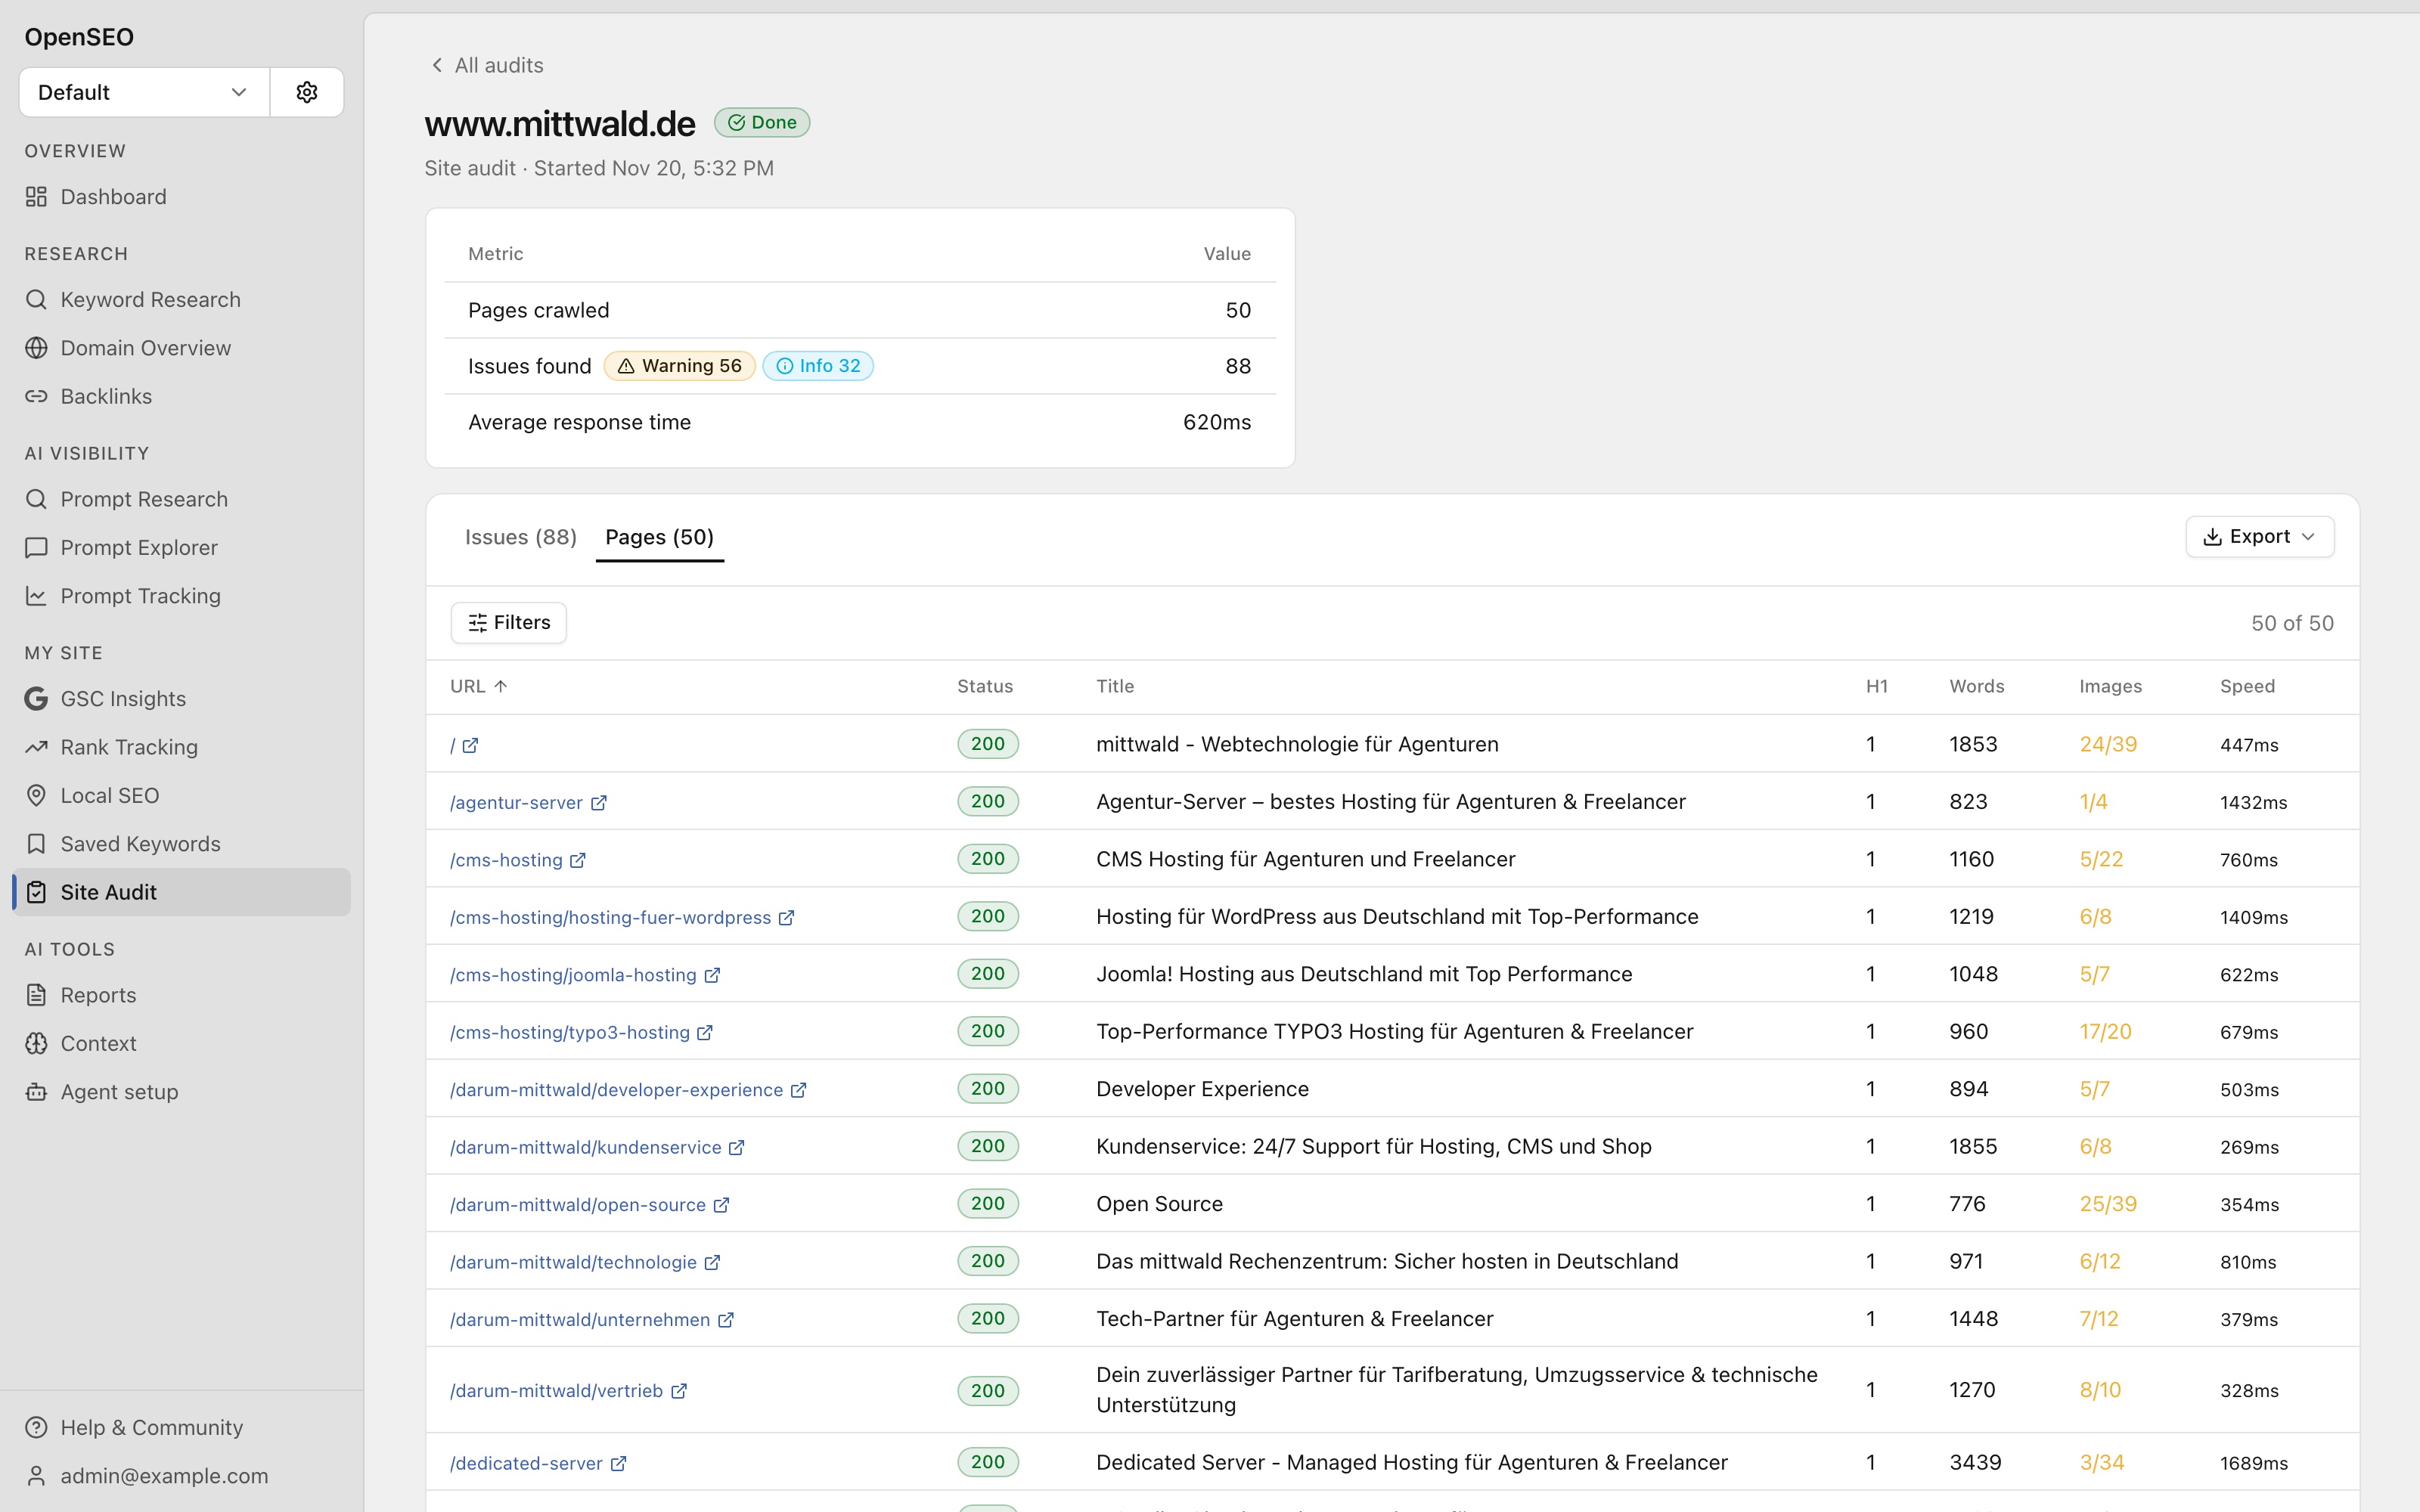 OpenSEO
Default
OVERVIEW
Dashboard
RESEARCH
Keyword Research
Domain Overview
Backlinks
AI VISIBILITY
Prompt Research
Prompt Explorer
Prompt Tracking
MY SITE
GSC Insights
Rank Tracking
Local SEO
Saved Keywords
Site Audit
AI TOOLS
Reports
Context
Agent setup
Help & Community
admin@example.com
All audits
www.mittwald.de Done
Site audit · Started Nov 20, 5:32 PM
Metric Value
Pages crawled 50
Issues found Warning 56 Info 32 88
Average response time 620ms
Issues (88) Pages (50) Export
Filters 50 of 50
URL Status Title H1 Words Images Speed
/ 200 mittwald - Webtechnologie für Agenturen 1 1853 24/39 447ms
/agentur-server 200 Agentur-Server – bestes Hosting für Agenturen & Freelancer 1 823 1/4 1432ms
/cms-hosting 200 CMS Hosting für Agenturen und Freelancer 1 1160 5/22 760ms
/cms-hosting/hosting-fuer-wordpress 200 Hosting für WordPress aus Deutschland mit Top-Performance 1 1219 6/8 1409ms
/cms-hosting/joomla-hosting 200 Joomla! Hosting aus Deutschland mit Top Performance 1 1048 5/7 622ms
/cms-hosting/typo3-hosting 200 Top-Performance TYPO3 Hosting für Agenturen & Freelancer 1 960 17/20 679ms
/darum-mittwald/developer-experience 200 Developer Experience 1 894 5/7 503ms
/darum-mittwald/kundenservice 200 Kundenservice: 24/7 Support für Hosting, CMS und Shop 1 1855 6/8 269ms
/darum-mittwald/open-source 200 Open Source 1 776 25/39 354ms
/darum-mittwald/technologie 200 Das mittwald Rechenzentrum: Sicher hosten in Deutschland 1 971 6/12 810ms
/darum-mittwald/unternehmen 200 Tech-Partner für Agenturen & Freelancer 1 1448 7/12 379ms
/darum-mittwald/vertrieb 200 Dein zuverlässiger Partner für Tarifberatung, Umzugsservice & technische
Unterstützung 1 1270 8/10 328ms
/dedicated-server 200 Dedicated Server - Managed Hosting für Agenturen & Freelancer 1 3439 3/34 1689ms